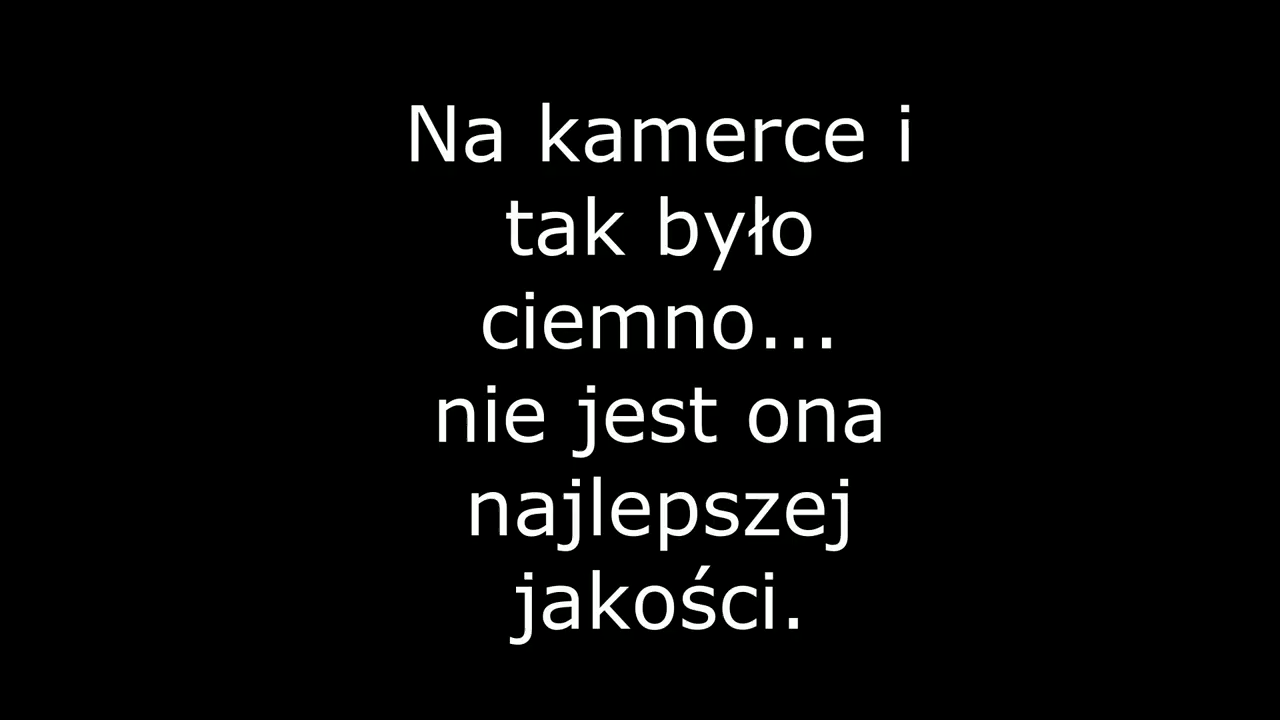 Na kamerce i
tak było
ciemno...
nie jest ona
najlepszej
jakości.